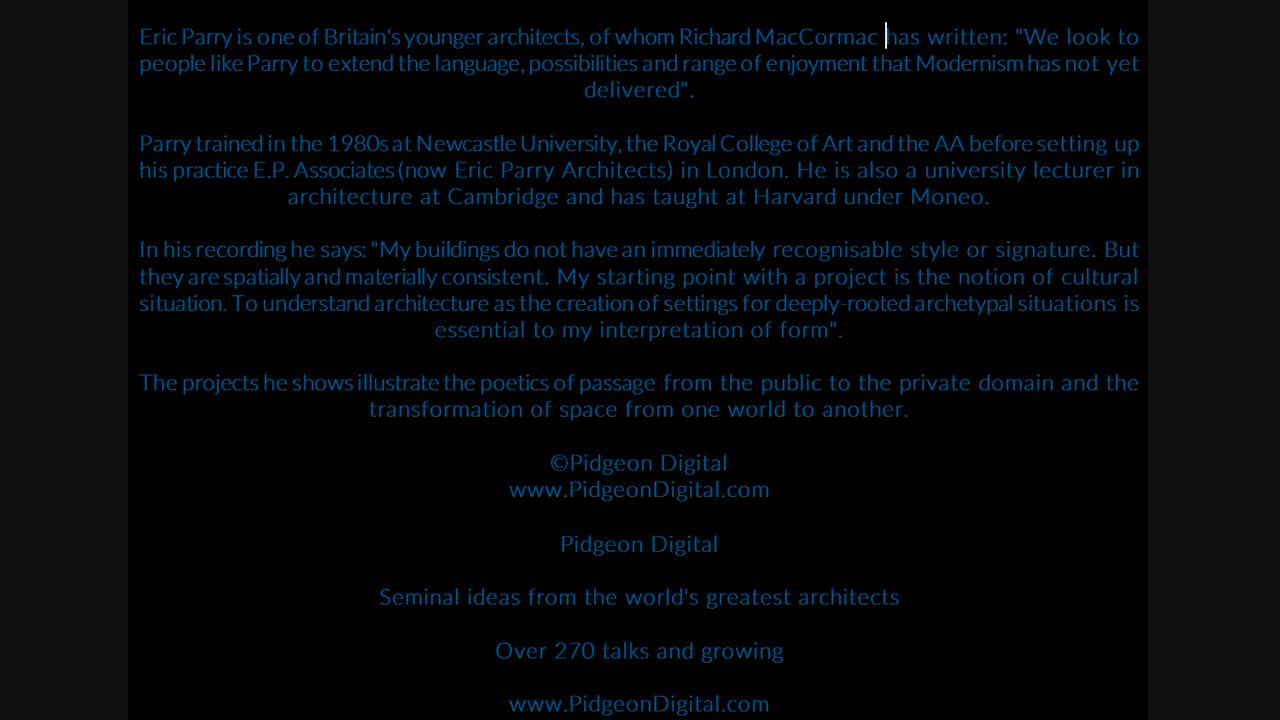 Eric Parry is one of Britain's younger architects, of whom Richard MacCormac has written: "We look to
people like Parry to extend the language, possibilities and range of enjoyment that Modernism has not yet
delivered".
Parry trained in the 1980s at Newcastle University, the Royal College of Art and the AA before setting up
his practice E.P. Associates (now Eric Parry Architects) in London. He is also a university lecturer in
architecture at Cambridge and has taught at Harvard under Moneo.
In his recording he says: "My buildings do not have an immediately recognisable style or signature. But
they are spatially and materially consistent. My starting point with a project is the notion of cultural
situation. To understand architecture as the creation of settings for deeply-rooted archetypal situations is
essential to my interpretation of form".
The projects he shows illustrate the poetics of passage from the public to the private domain and the
transformation of space from one world to another.
©Pidgeon Digital
www.PidgeonDigital.com
Pidgeon Digital
Seminal ideas from the world's greatest architects
Over 270 talks and growing
www.PidgeonDigital.com